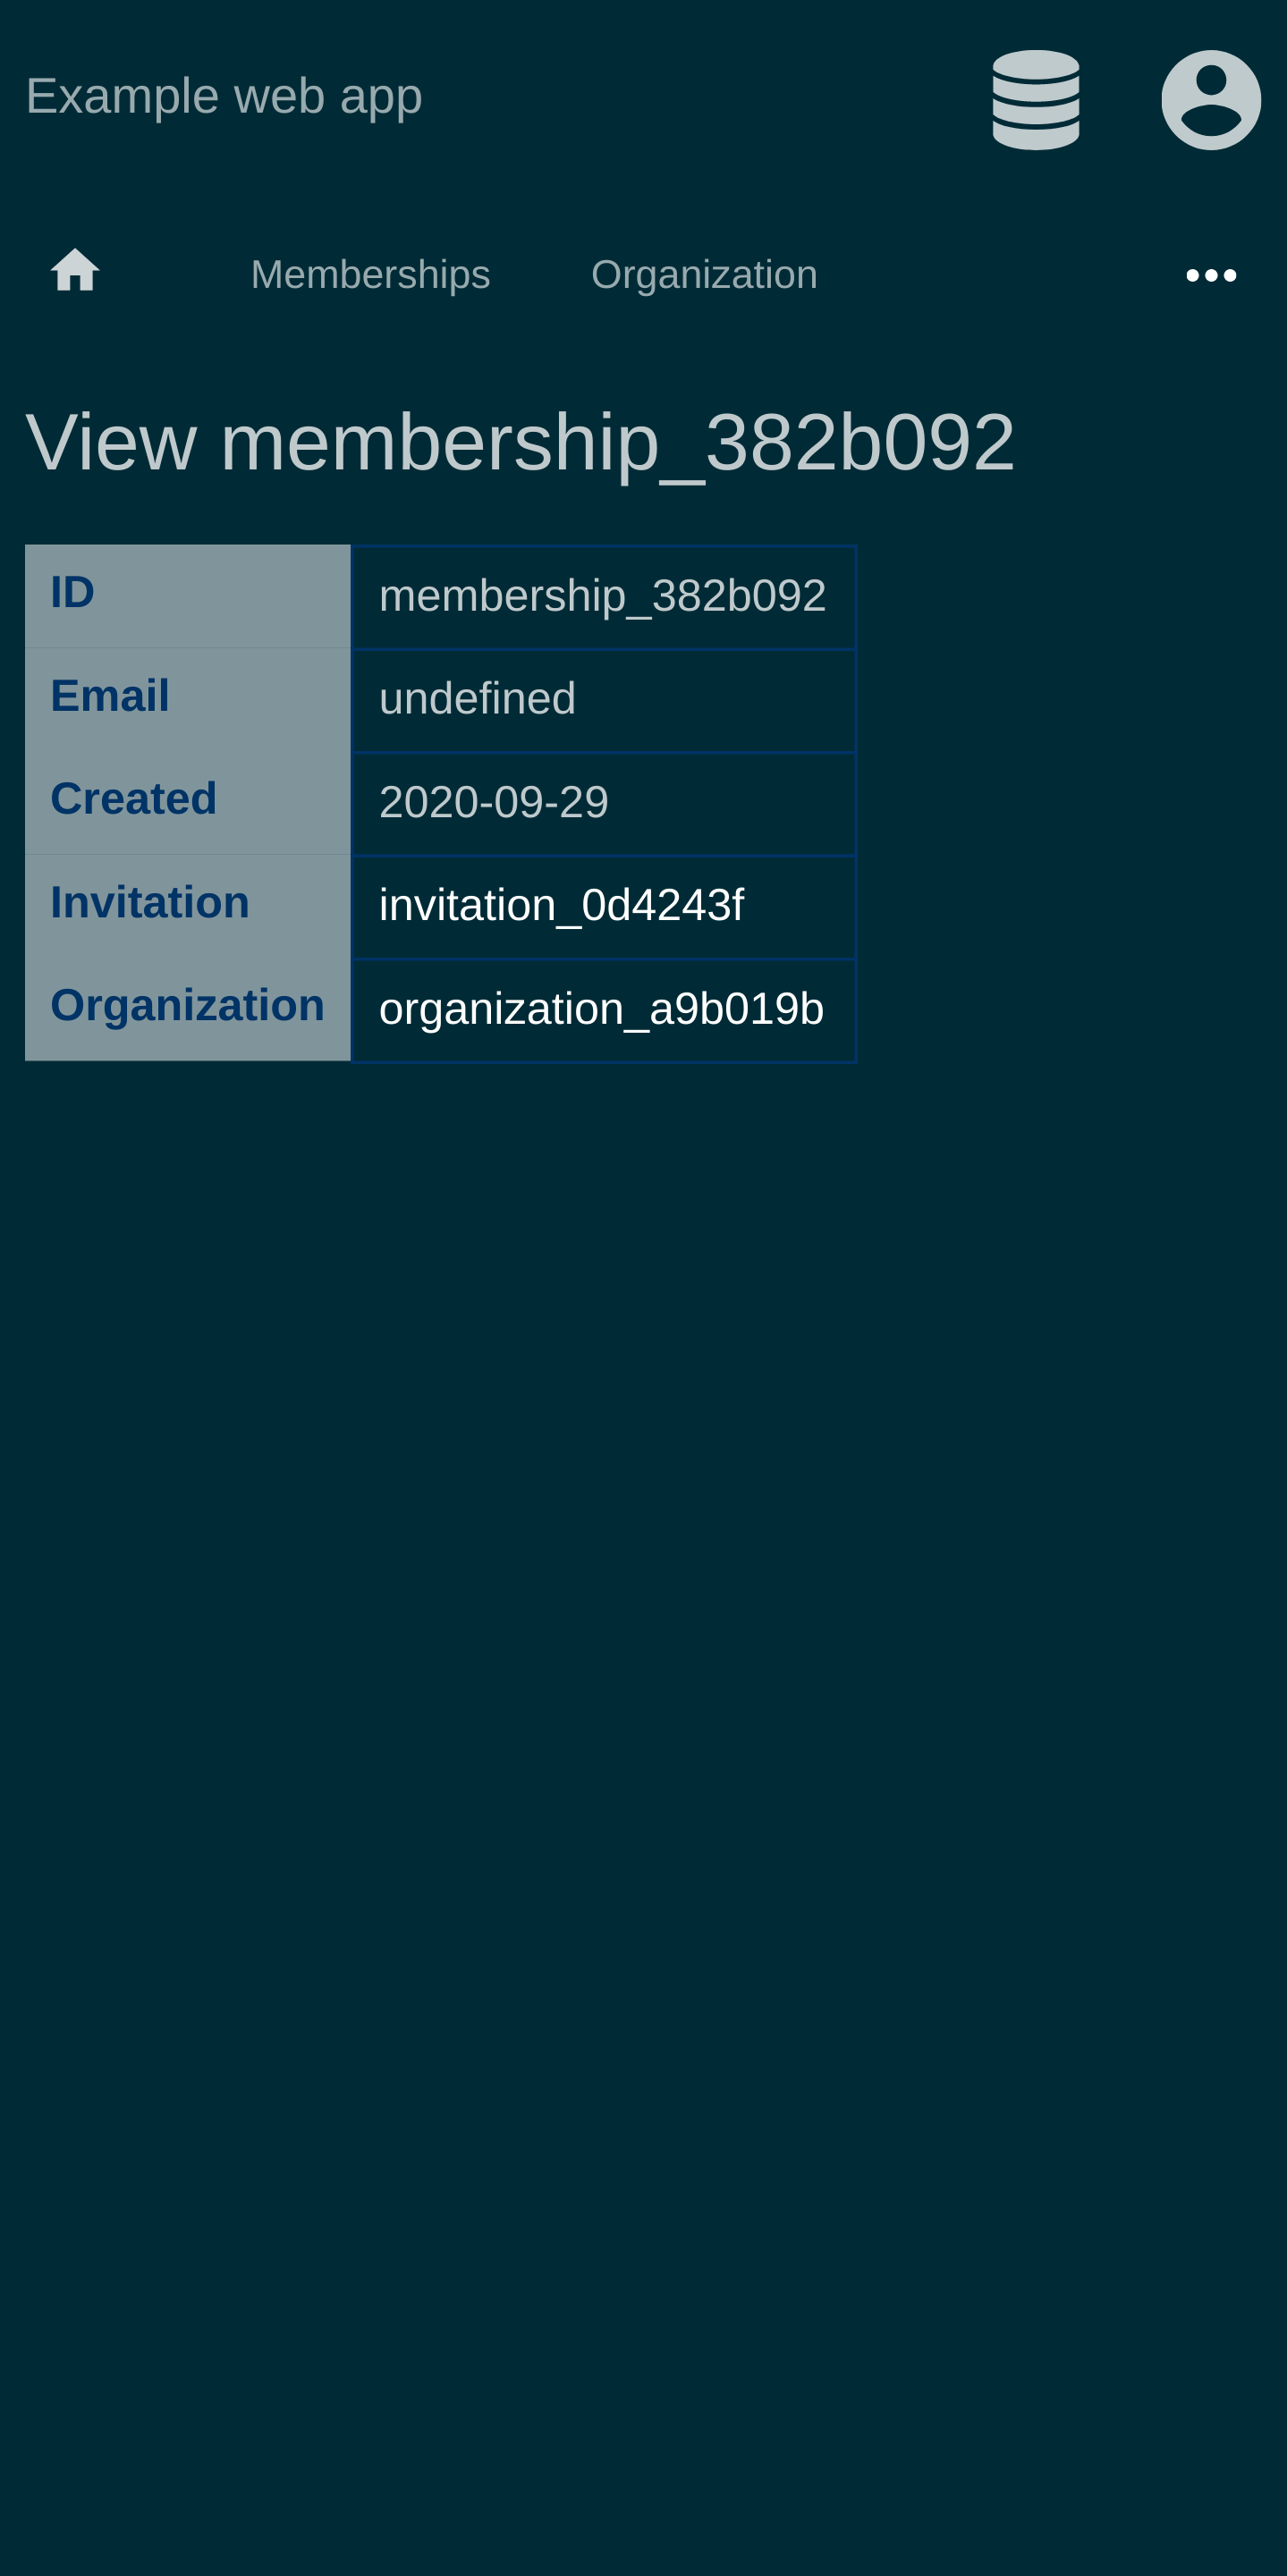 Example web app
Memberships Organization
View membership_382b092
ID membership_382b092
Email undefined
Created 2020-09-29
Invitation invitation_0d4243f
Organization organization_a9b019b